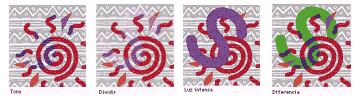 Tono
Dividir
Luz intensa
Diferencia